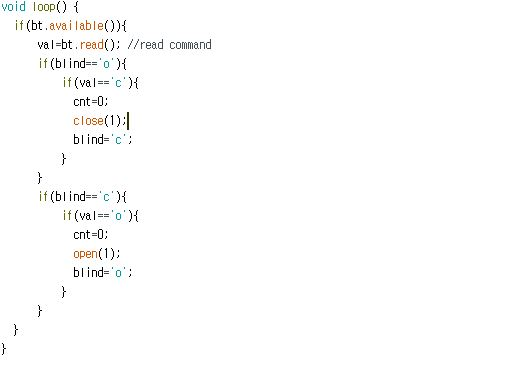 void loop() {
  if(bt.available()){
      val=bt.read(); //read command
      if(blind=='o'){
          if(val=='c'){
            cnt=0;
            close(1);
            blind='c';
          }
      }
      if(blind=='c'){
          if(val=='o'){
            cnt=0;
            open(1);
            blind='o';
          }
      }
  }
}